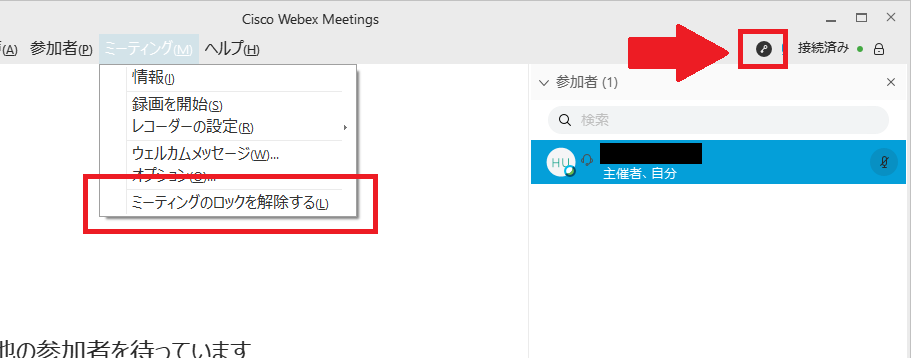 Cisco Webex Meetings
(A) 参加者(P) ミーティング(M) ヘルプ(H) 接続済み
情報(I)
録画を開始(S)
レコーダーの設定(R)
ウェルカムメッセージ(W)...
オプション(O)...
ミーティングのロックを解除する(L)
参加者 (1)
検索
HU
主催者、自分
他の参加者を待っています